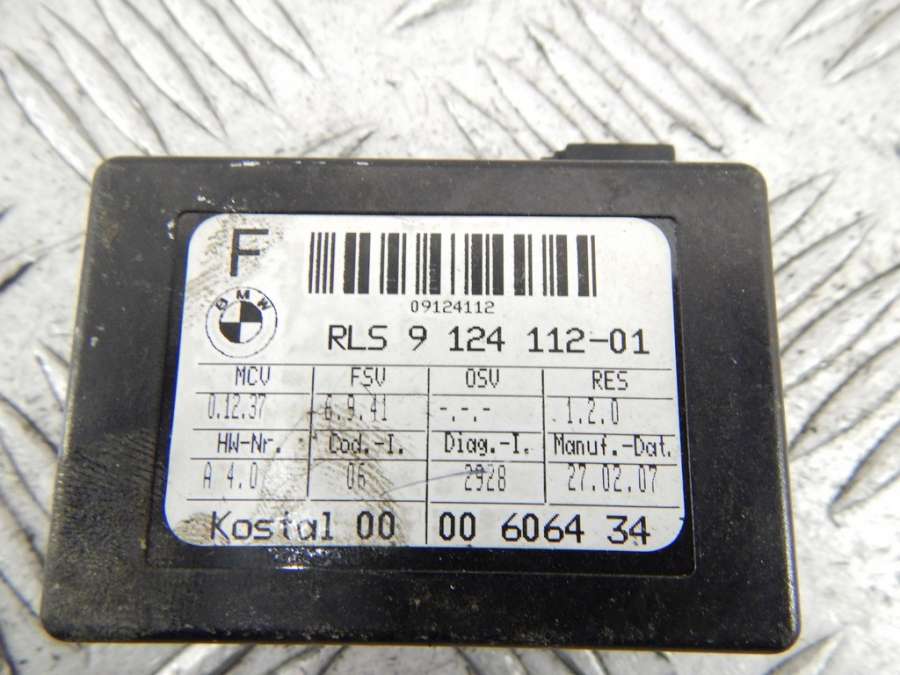 F
BMW
09124112
RLS 9 124 112-01
MCV FSV OSV RES
0.12.37 6.9.41 -.-.- 1.2.0
HW-Nr. Cod.-I. Diag.-I. Manuf.-Dat.
A 4.0 06 2928 27.02.07
Kostal 00 00 6064 34